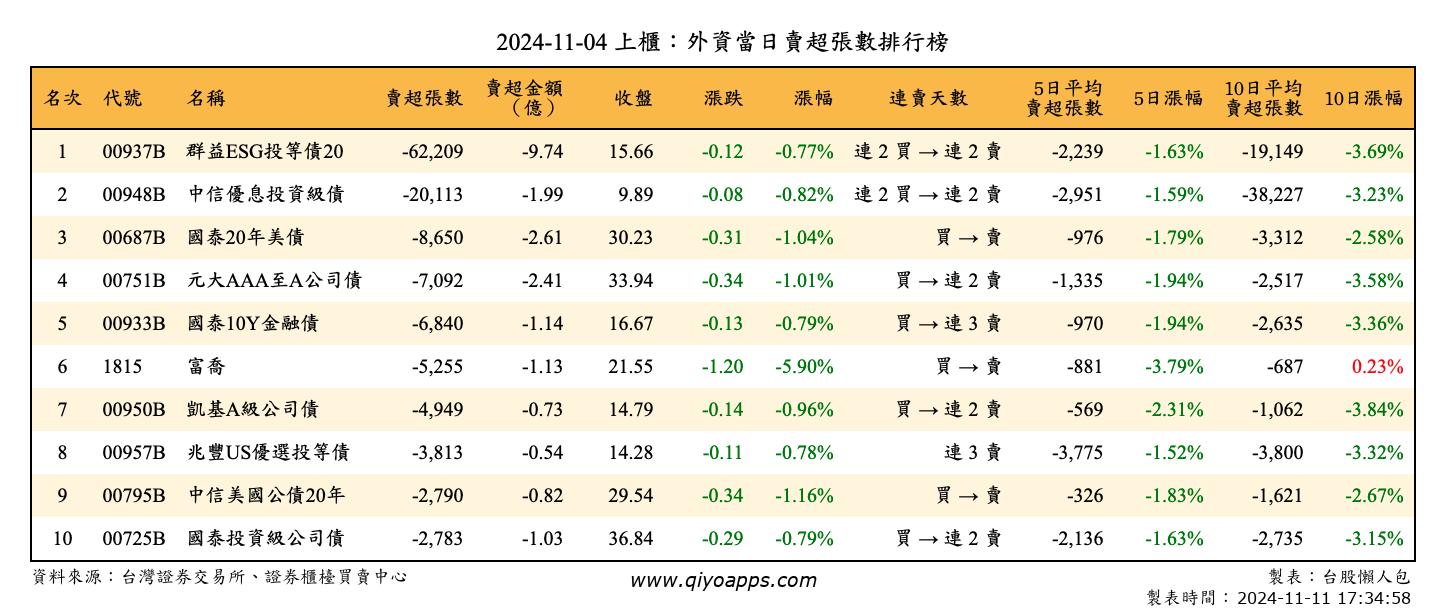 2024-11-04 上櫃：外資當日賣超張數排行榜
名次 代號 名稱 賣超張數 賣超金額（億） 收盤 漲跌 漲幅 連賣天數 5日平均賣超張數 5日漲幅 10日平均賣超張數 10日漲幅
1 00937B 群益ESG投等債20 -62,209 -9.74 15.66 -0.12 -0.77% 連 2 買 → 連 2 賣 -2,239 -1.63% -19,149 -3.69%
2 00948B 中信優息投資級債 -20,113 -1.99 9.89 -0.08 -0.82% 連 2 買 → 連 2 賣 -2,951 -1.59% -38,227 -3.23%
3 00687B 國泰20年美債 -8,650 -2.61 30.23 -0.31 -1.04% 買 → 賣 -976 -1.79% -3,312 -2.58%
4 00751B 元大AAA至A公司債 -7,092 -2.41 33.94 -0.34 -1.01% 買 → 連 2 賣 -1,335 -1.94% -2,517 -3.58%
5 00933B 國泰10Y金融債 -6,840 -1.14 16.67 -0.13 -0.79% 買 → 連 3 賣 -970 -1.94% -2,635 -3.36%
6 1815 富喬 -5,255 -1.13 21.55 -1.20 -5.90% 買 → 賣 -881 -3.79% -687 0.23%
7 00950B 凱基A級公司債 -4,949 -0.73 14.79 -0.14 -0.96% 買 → 連 2 賣 -569 -2.31% -1,062 -3.84%
8 00957B 兆豐US優選投等債 -3,813 -0.54 14.28 -0.11 -0.78% 連 3 賣 -3,775 -1.52% -3,800 -3.32%
9 00795B 中信美國公債20年 -2,790 -0.82 29.54 -0.34 -1.16% 買 → 賣 -326 -1.83% -1,621 -2.67%
10 00725B 國泰投資級公司債 -2,783 -1.03 36.84 -0.29 -0.79% 買 → 連 2 賣 -2,136 -1.63% -2,735 -3.15%
資料來源：台灣證券交易所、證券櫃檯買賣中心 www.qiyoapps.com 製表：台股懶人包
製表時間：2024-11-11 17:34:58